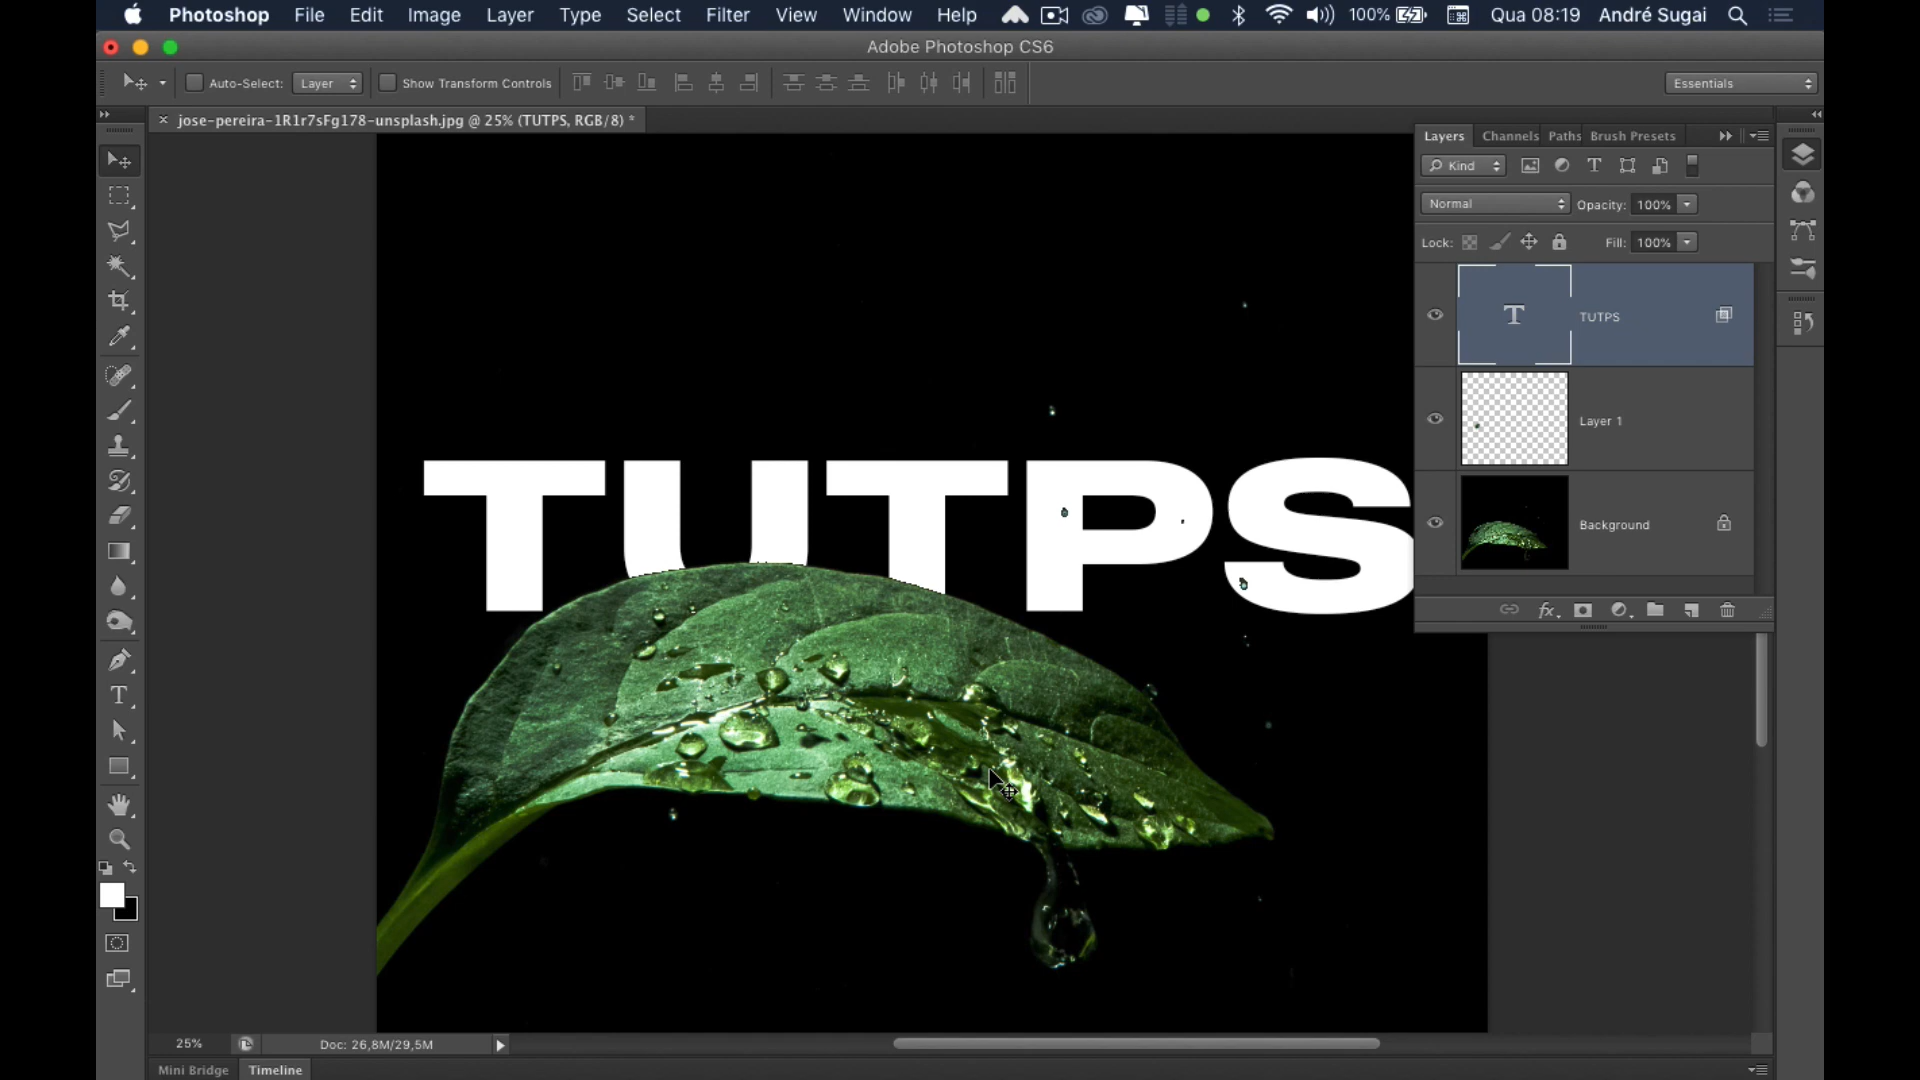 Photoshop File Edit Image Layer Type Select Filter View Window Help 100% Qua 08:19 André Sugai
Adobe Photoshop CS6
Auto-Select: Layer Show Transform Controls Essentials
jose-pereira-1R1r7sFg178-unsplash.jpg @ 25% (TUTPS, RGB/8) *
Layers Channels Paths Brush Presets
Kind
Normal Opacity: 100%
Lock: Fill: 100%
TUTPS
Layer 1
Background
TUTPS
25% Doc: 26,8M/29,5M
Mini Bridge Timeline